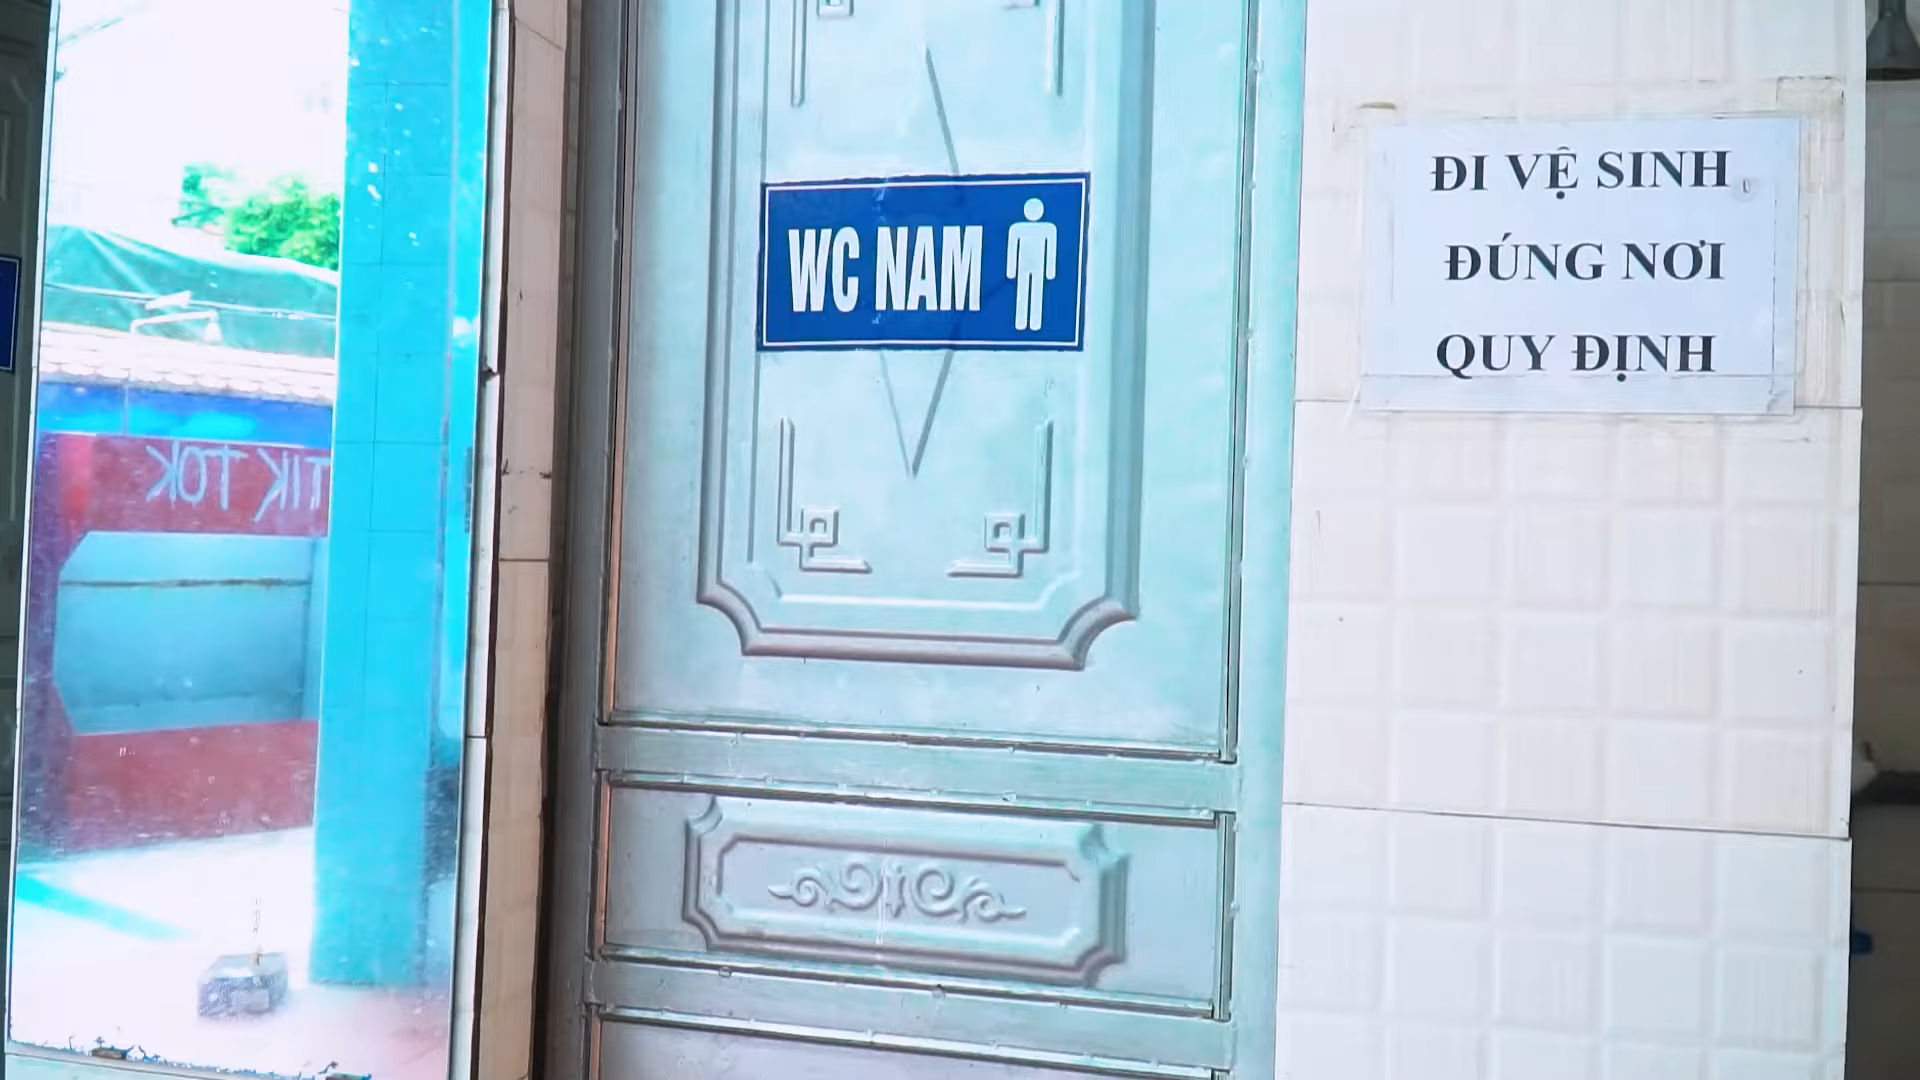 TIK TOK
WC NAM
ĐI VỆ SINH
ĐÚNG NƠI
QUY ĐỊNH